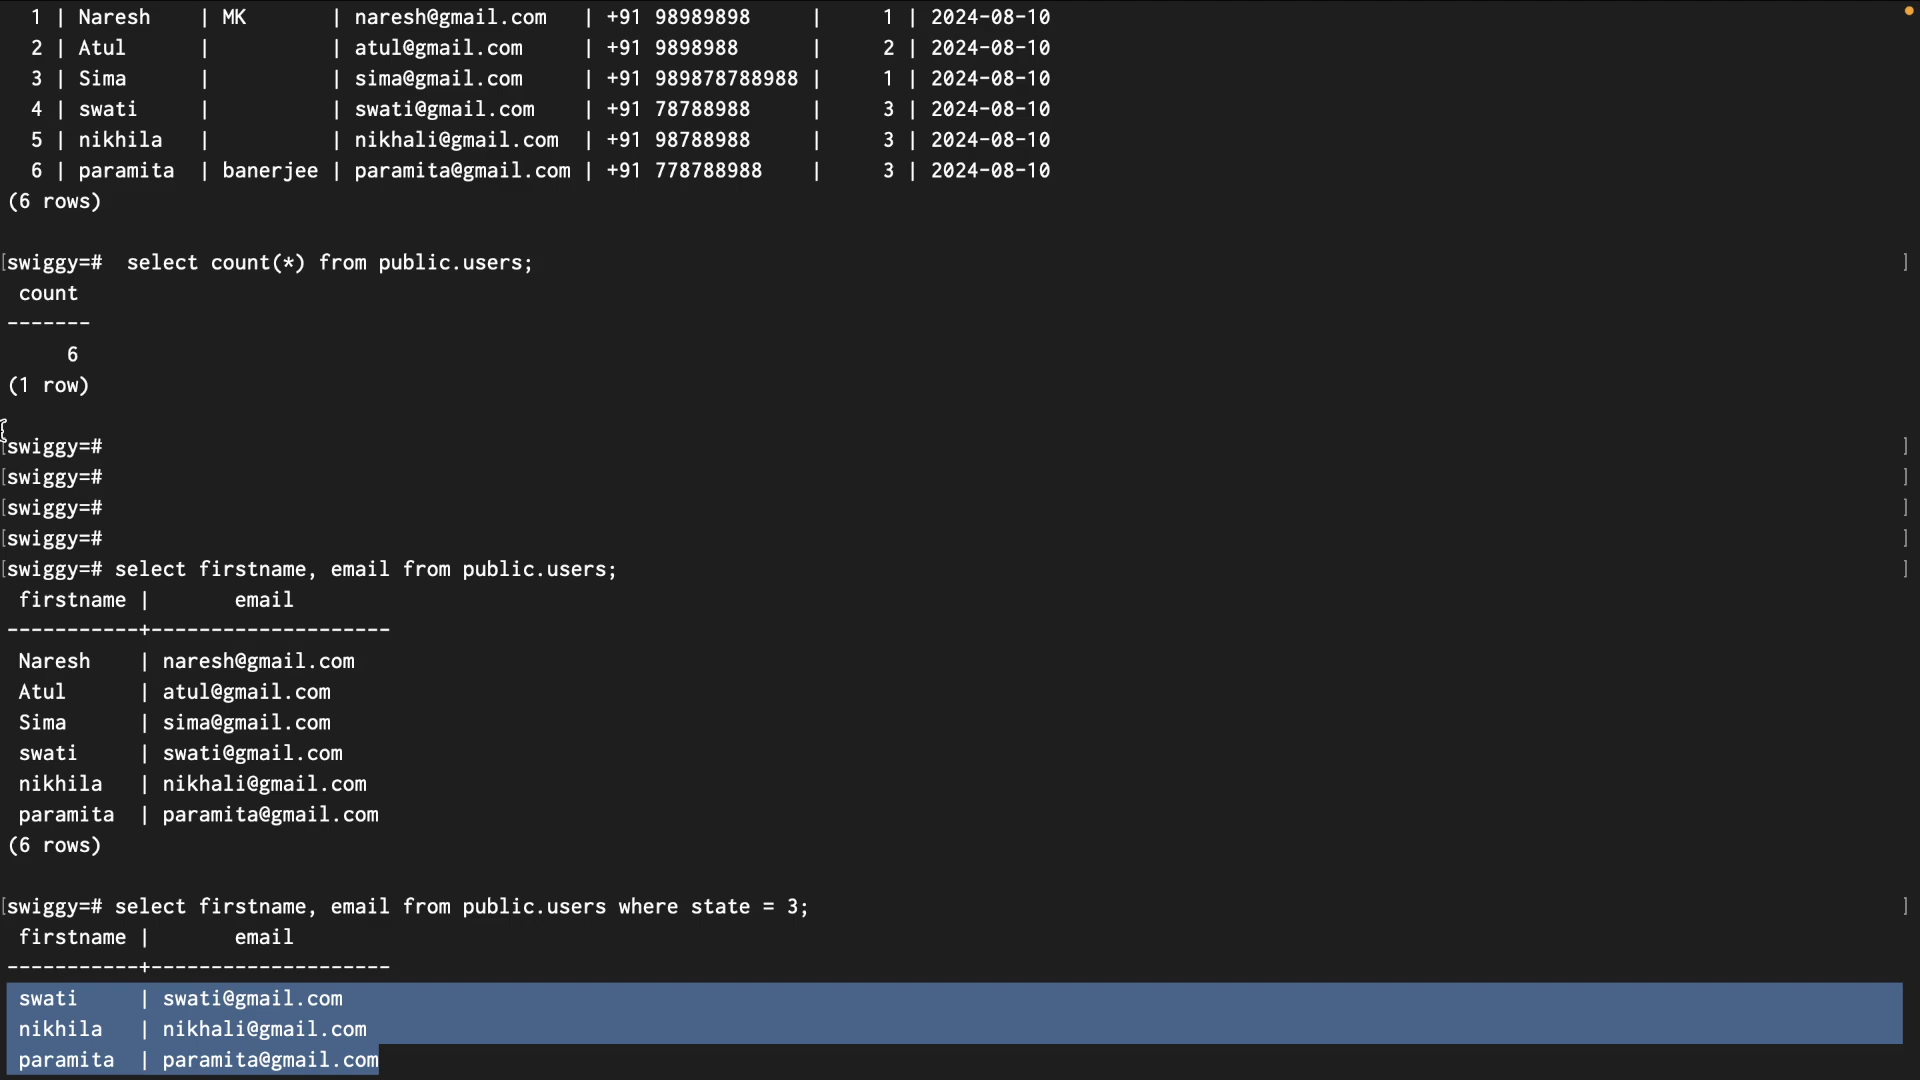 1 | Naresh | MK | naresh@gmail.com | +91 98989898 | 1 | 2024-08-10
2 | Atul | | atul@gmail.com | +91 9898988 | 2 | 2024-08-10
3 | Sima | | sima@gmail.com | +91 989878788988 | 1 | 2024-08-10
4 | swati | | swati@gmail.com | +91 78788988 | 3 | 2024-08-10
5 | nikhila | | nikhali@gmail.com | +91 98788988 | 3 | 2024-08-10
6 | paramita | banerjee | paramita@gmail.com | +91 778788988 | 3 | 2024-08-10
(6 rows)
[swiggy=#  select count(*) from public.users; ]
count
-------
6
(1 row)
[swiggy=# ]
[swiggy=# ]
[swiggy=# ]
[swiggy=# ]
[swiggy=# select firstname, email from public.users; ]
firstname | email
-----------+--------------------
Naresh | naresh@gmail.com
Atul | atul@gmail.com
Sima | sima@gmail.com
swati | swati@gmail.com
nikhila | nikhali@gmail.com
paramita | paramita@gmail.com
(6 rows)
[swiggy=# select firstname, email from public.users where state = 3; ]
firstname | email
-----------+--------------------
swati | swati@gmail.com
nikhila | nikhali@gmail.com
paramita | paramita@gmail.com